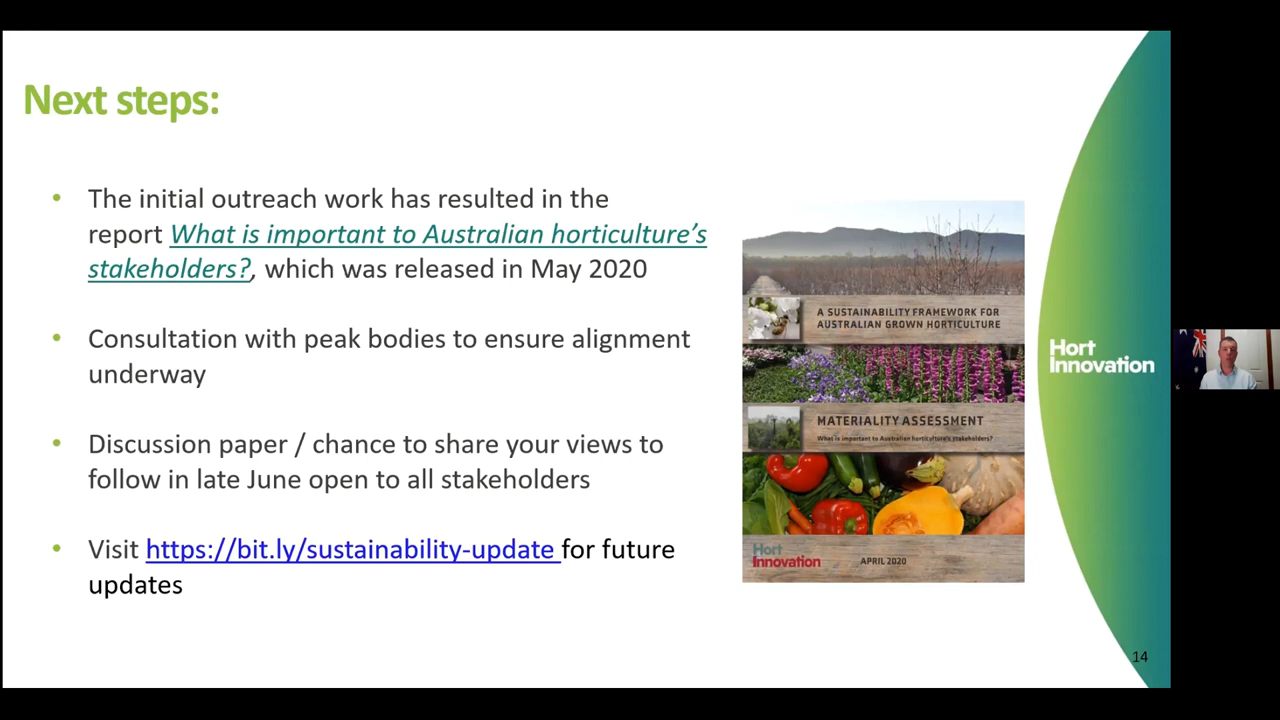 Next steps:
• The initial outreach work has resulted in the
report What is important to Australian horticulture's
stakeholders?, which was released in May 2020
• Consultation with peak bodies to ensure alignment
underway
• Discussion paper / chance to share your views to
follow in late June open to all stakeholders
• Visit https://bit.ly/sustainability-update for future
updates
A SUSTAINABILITY FRAMEWORK FOR
AUSTRALIAN GROWN HORTICULTURE
MATERIALITY ASSESSMENT
What is important to Australian horticulture's stakeholders?
Hort
Innovation
APRIL 2020
Hort
Innovation
14